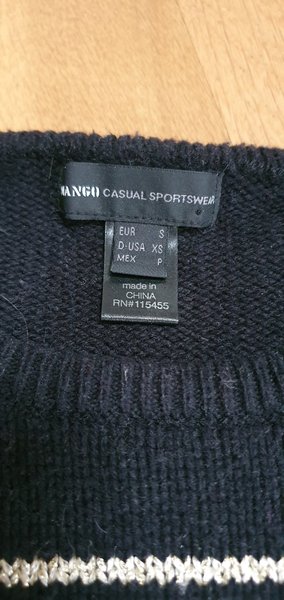 MANGO CASUAL SPORTSWEAR
EUR S
D-USA XS
MEX P
made in
CHINA
RN#115455